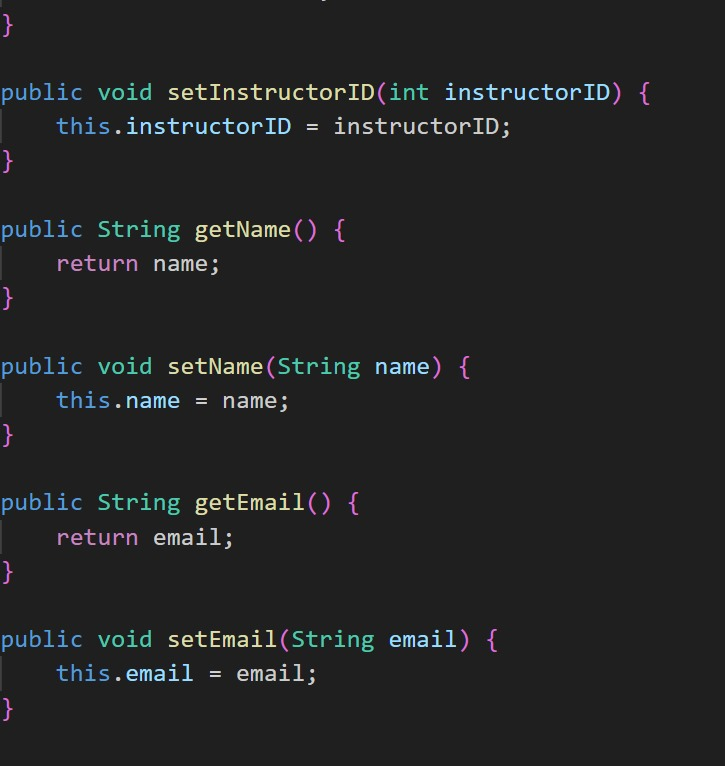 }
public void setInstructorID(int instructorID) {
    this.instructorID = instructorID;
}
public String getName() {
    return name;
}
public void setName(String name) {
    this.name = name;
}
public String getEmail() {
    return email;
}
public void setEmail(String email) {
    this.email = email;
}